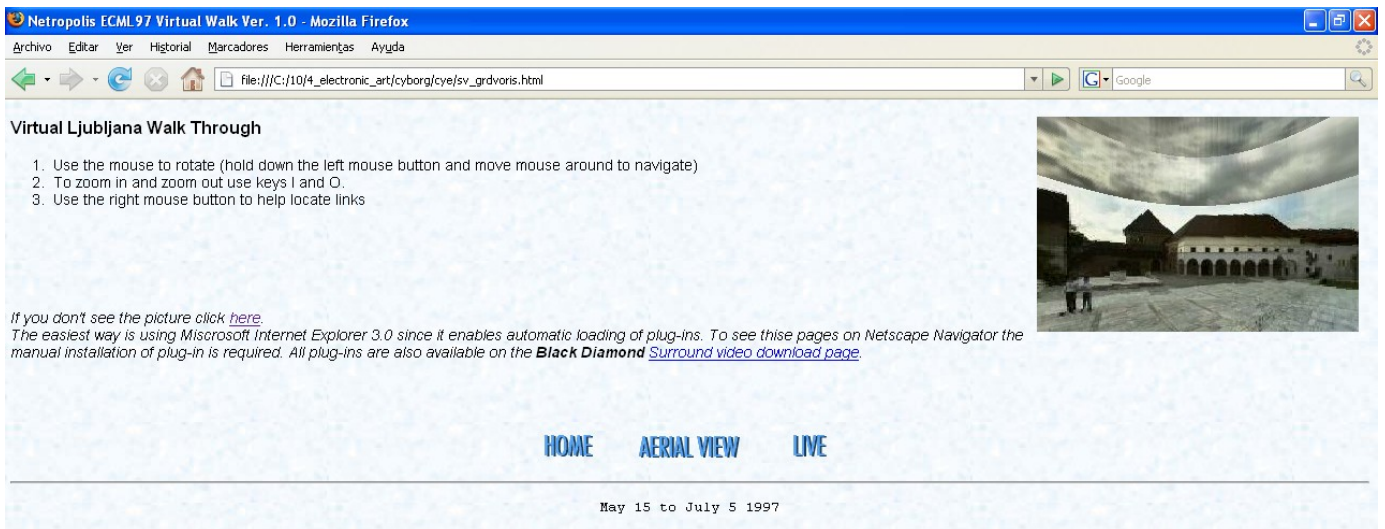 Netropolis ECML97 Virtual Walk Ver. 1.0 - Mozilla Firefox
Archivo Editar Ver Historial Marcadores Herramientas Ayuda
file:///C:/10/4_electronic_art/cyborg/cye/sv_grdvoris.html
G Google
Virtual Ljubljana Walk Through
1. Use the mouse to rotate (hold down the left mouse button and move mouse around to navigate)
2. To zoom in and zoom out use keys I and O.
3. Use the right mouse button to help locate links
If you don't see the picture click here.
The easiest way is using Miscrosoft Internet Explorer 3.0 since it enables automatic loading of plug-ins. To see thise pages on Netscape Navigator the
manual installation of plug-in is required. All plug-ins are also available on the Black Diamond Surround video download page.
HOME AERIAL VIEW LIVE
May 15 to July 5 1997